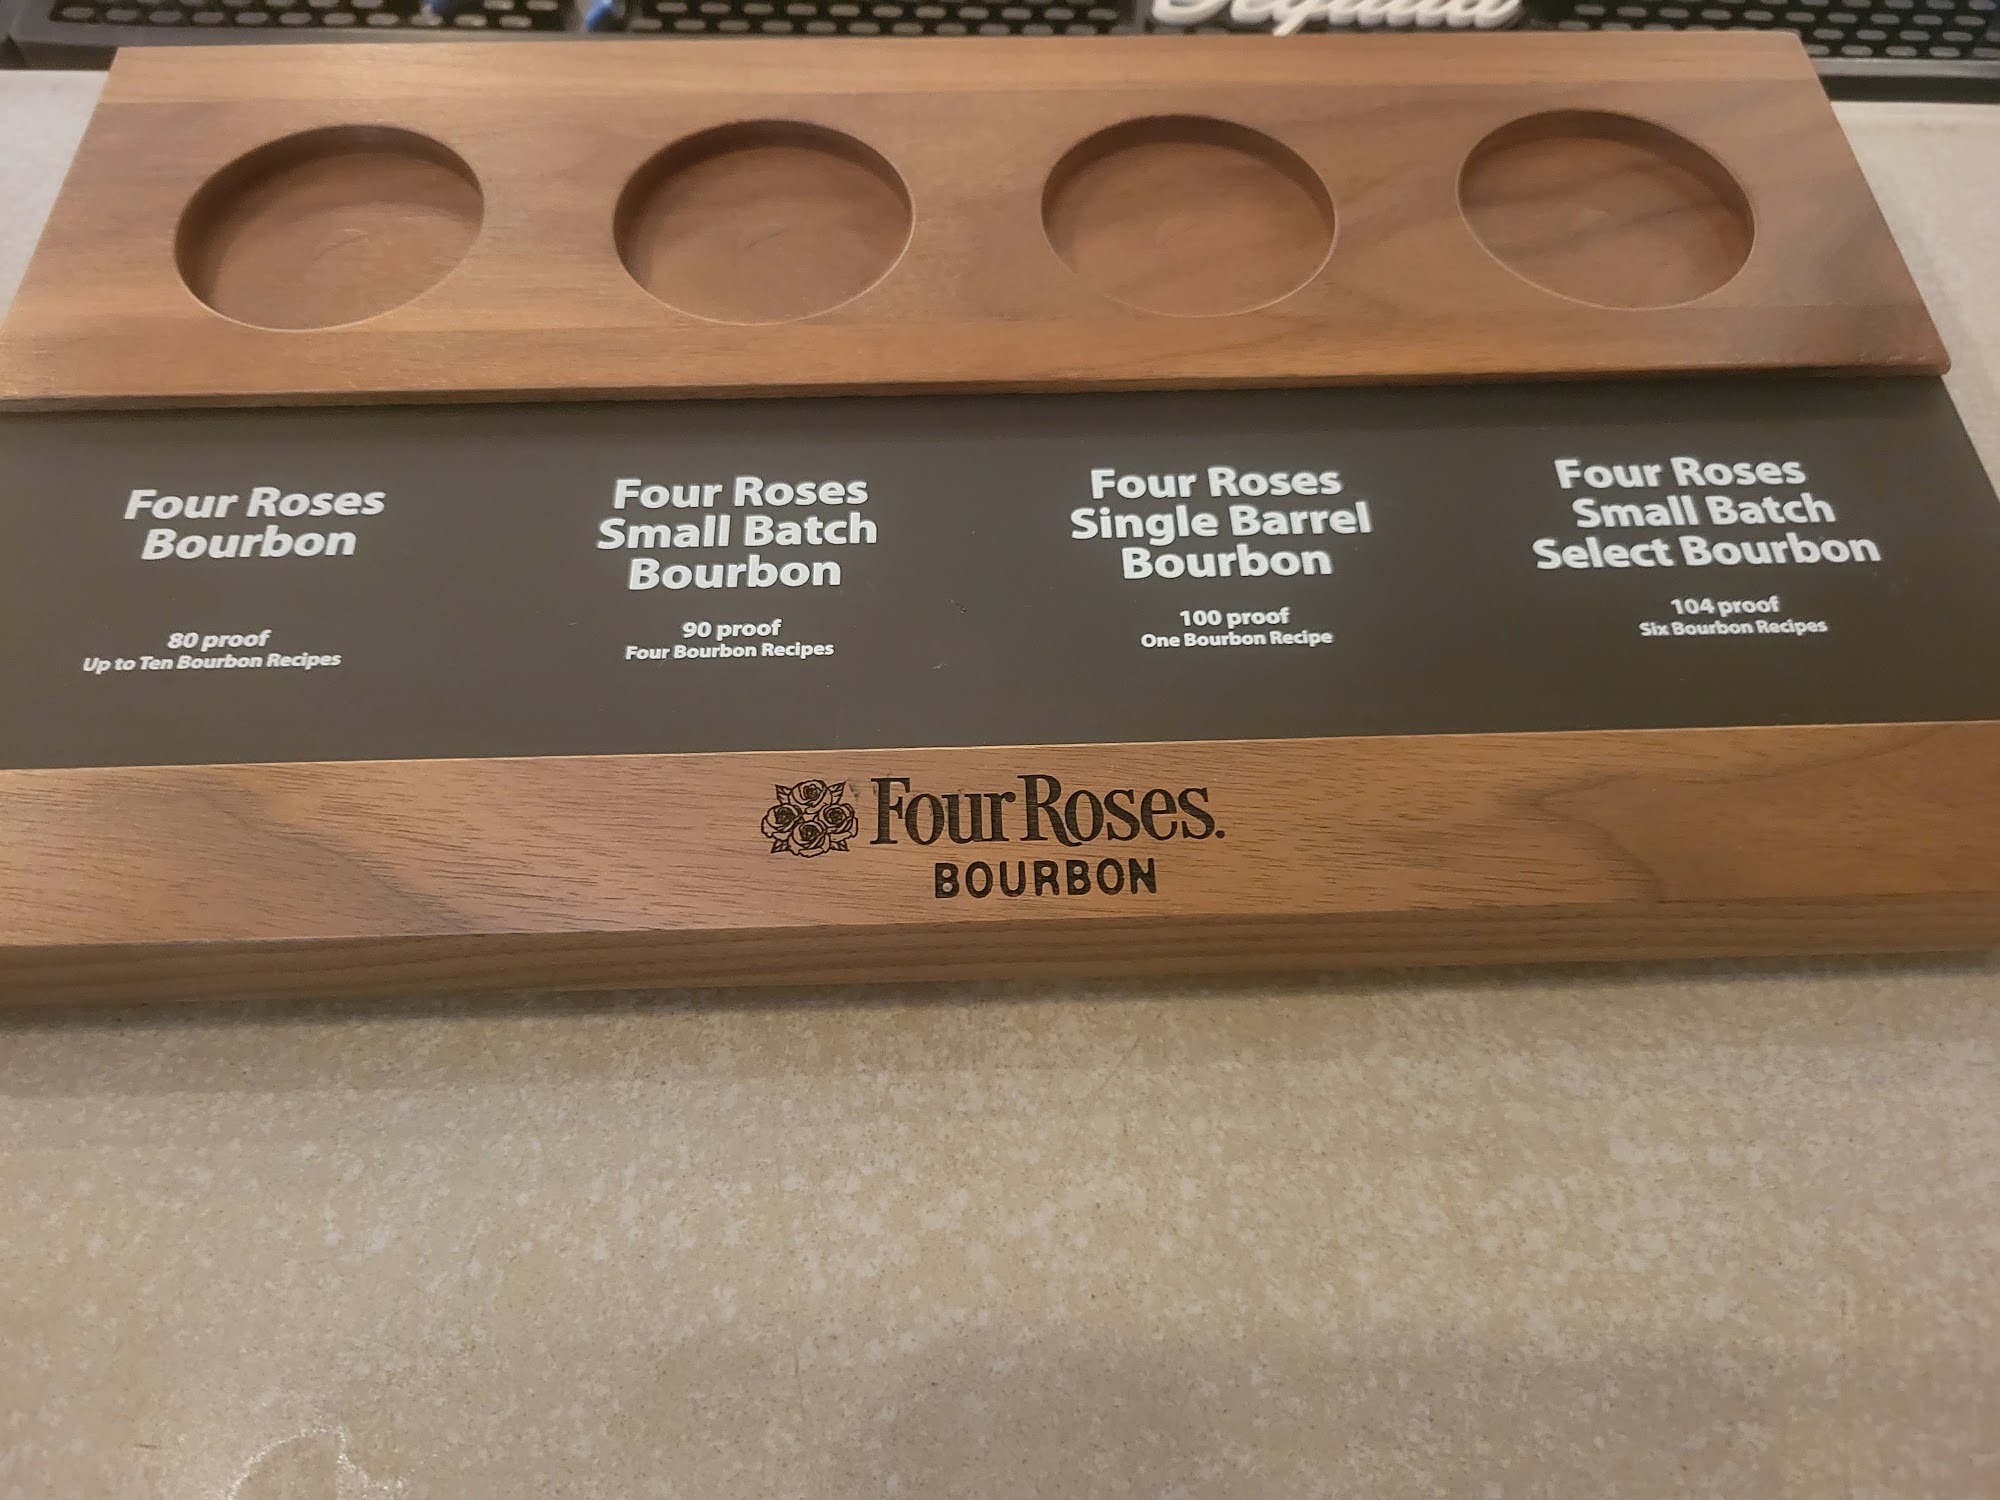 Four Roses
Bourbon
80 proof
Up to Ten Bourbon Recipes
Four Roses
Small Batch
Bourbon
90 proof
Four Bourbon Recipes
Four Roses
Single Barrel
Bourbon
100 proof
One Bourbon Recipe
Four Roses
Small Batch
Select Bourbon
104 proof
Six Bourbon Recipes
Four Roses.
BOURBON